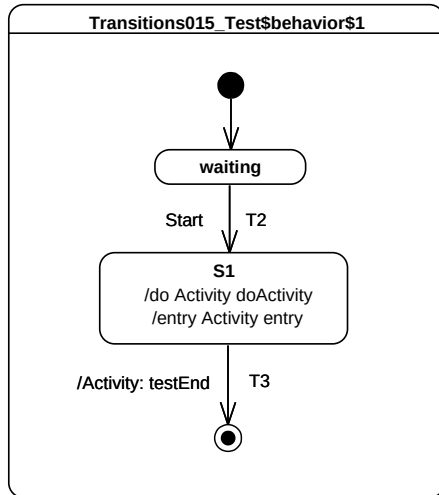 Transitions015_Test$behavior$1
waiting
Start T2
S1
/do Activity doActivity
/entry Activity entry
/Activity: testEnd T3